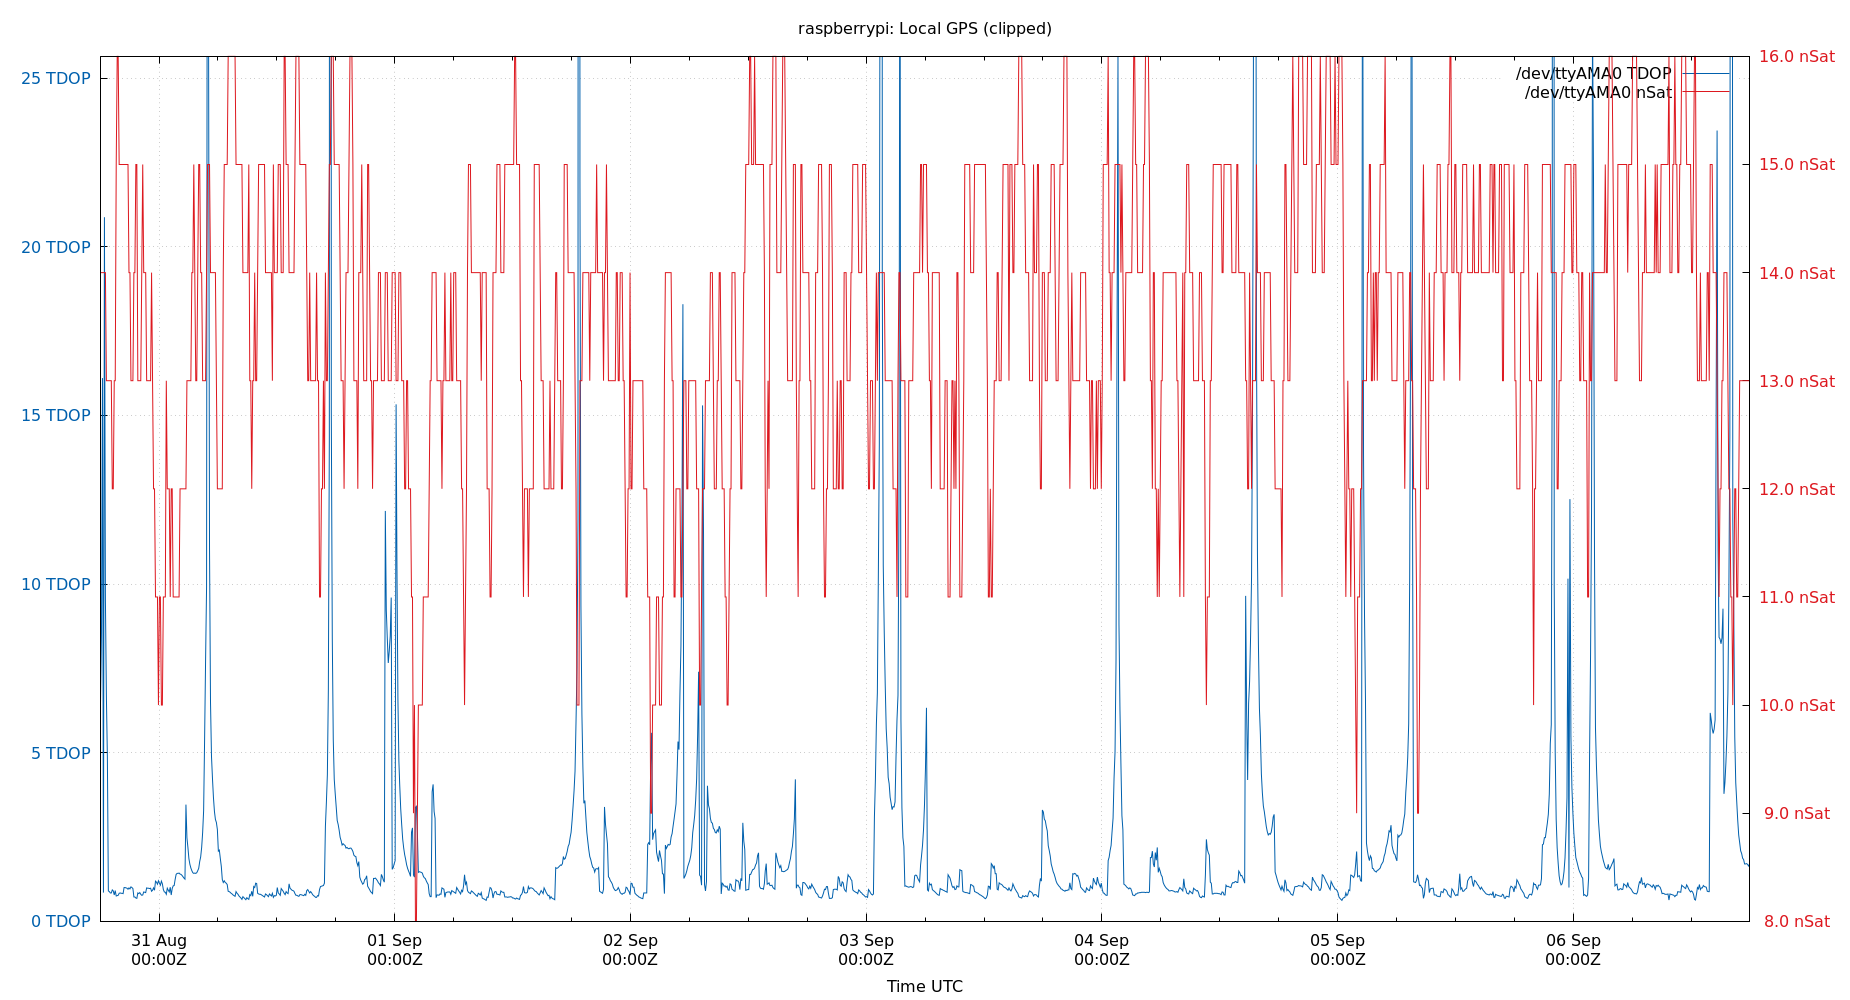 raspberrypi: Local GPS (clipped)
25 TDOP
20 TDOP
15 TDOP
10 TDOP
5 TDOP
0 TDOP
16.0 nSat
15.0 nSat
14.0 nSat
13.0 nSat
12.0 nSat
11.0 nSat
10.0 nSat
9.0 nSat
8.0 nSat
/dev/ttyAMA0 TDOP
/dev/ttyAMA0 nSat
31 Aug
00:00Z
01 Sep
00:00Z
02 Sep
00:00Z
03 Sep
00:00Z
04 Sep
00:00Z
05 Sep
00:00Z
06 Sep
00:00Z
Time UTC